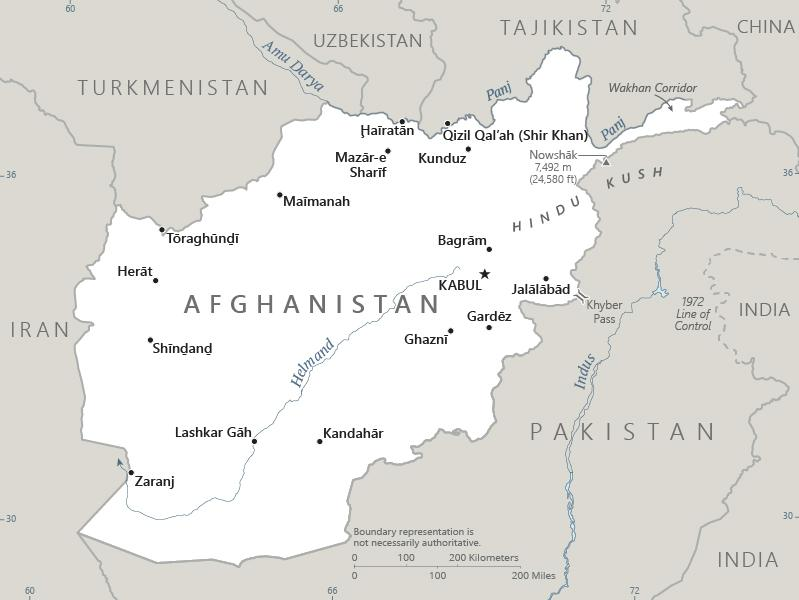 60
66
72
UZBEKISTAN
TAJIKISTAN
CHINA
TURKMENISTAN
Amu Darya
Panj
Wakhan Corridor
Panj
Ḩaīratān
Qizil Qal‘ah (Shir Khan)
Mazār-e
Sharīf
Kunduz
Nowshāk
7,492 m
(24,580 ft)
36
36
HINDU KUSH
Maīmanah
Tōraghūnḏī
Bagrām
Herāt
KABUL
Jalālābād
Khyber
Pass
1972
Line of
Control
INDIA
AFGHANISTAN
IRAN
Gardēz
Ghaznī
Shīnḏanḏ
Helmand
Indus
Lashkar Gāh
Kandahār
PAKISTAN
Zaranj
30
30
Boundary representation is
not necessarily authoritative.
0 100 200 Kilometers
0 100 200 Miles
INDIA
60
66
72